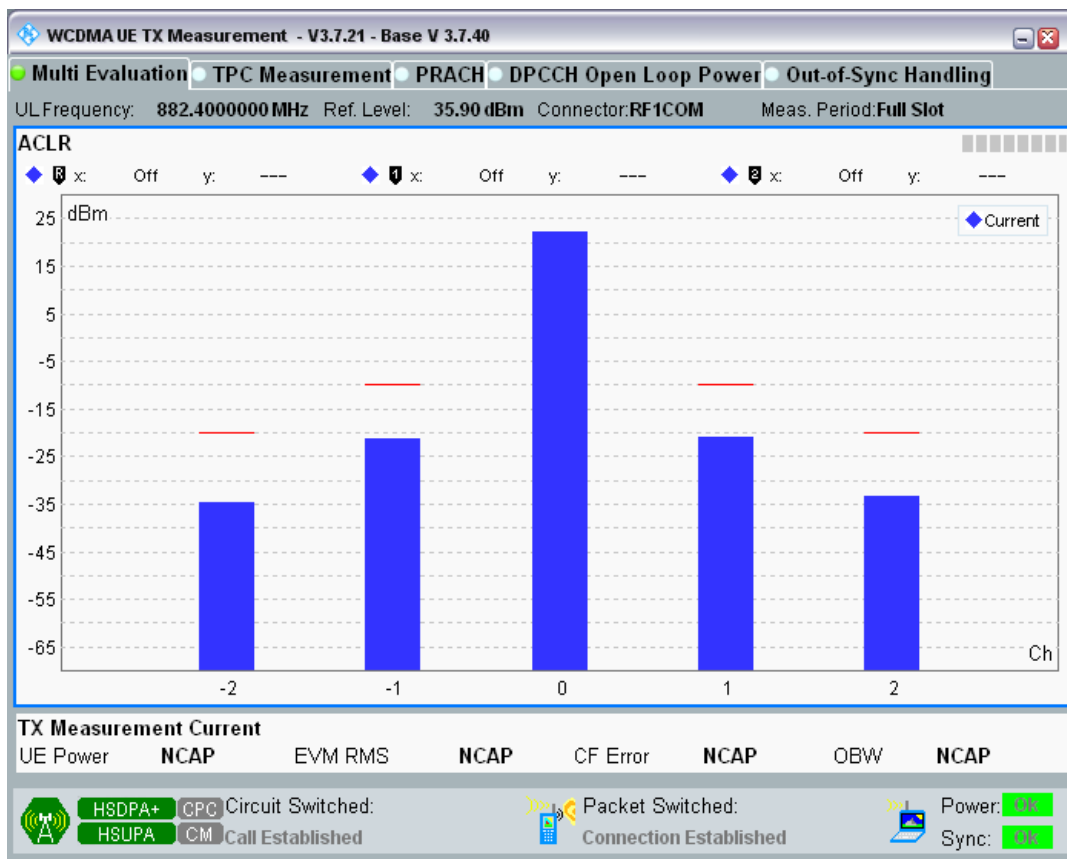 WCDMA UE TX Measurement - V3.7.21 - Base V 3.7.40
Multi Evaluation TPC Measurement PRACH DPCCH Open Loop Power Out-of-Sync Handling
UL Frequency: 882.4000000 MHz Ref. Level: 35.90 dBm Connector:RF1COM Meas. Period:Full Slot
ACLR
R x: Off y: --- 1 x: Off y: --- 2 x: Off y: ---
dBm
Current
25
15
5
-5
-15
-25
-35
-45
-55
-65
Ch
-2 -1 0 1 2
TX Measurement Current
UE Power NCAP EVM RMS NCAP CF Error NCAP OBW NCAP
HSDPA+ CPC Circuit Switched: Packet Switched: Power: OK
HSUPA CM Call Established Connection Established Sync: OK